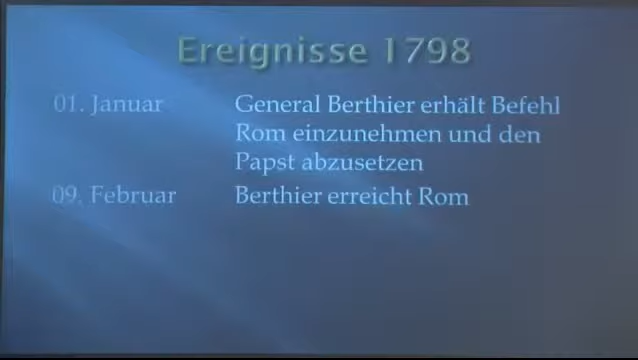 Ereignisse 1798
01. Januar General Berthier erhält Befehl
Rom einzunehmen und den
Papst abzusetzen
09. Februar Berthier erreicht Rom